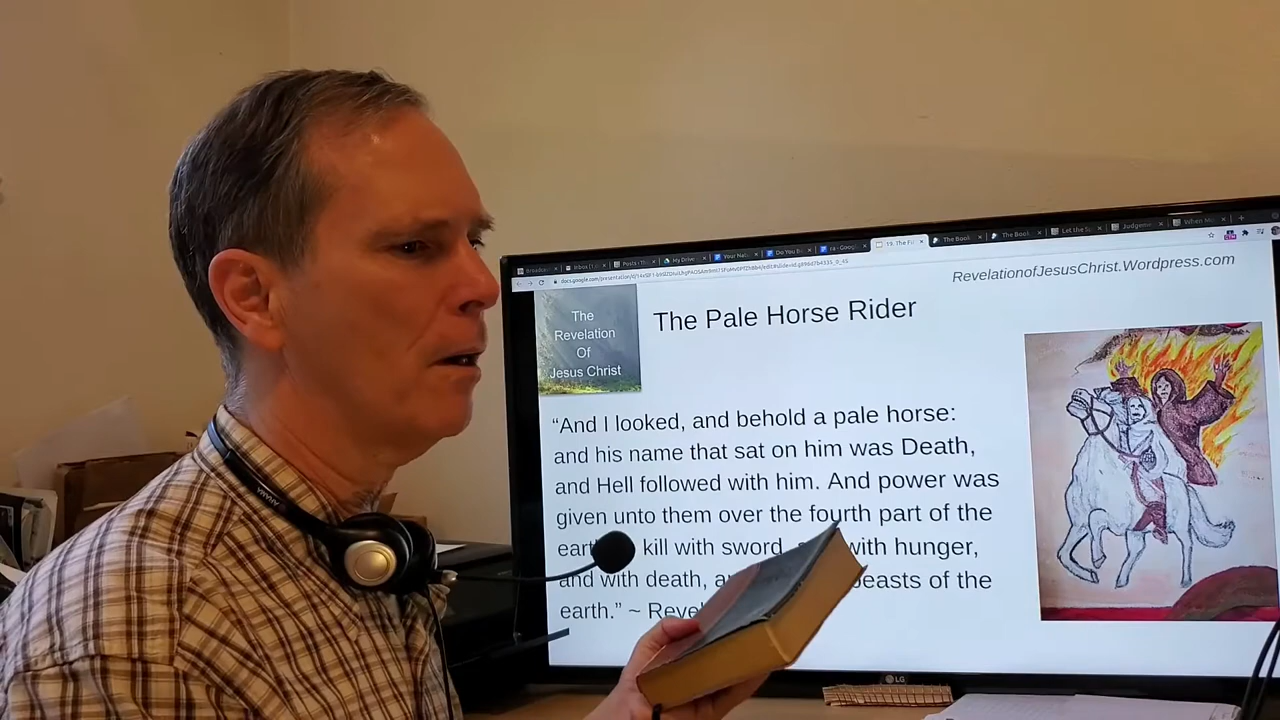 RevelationofJesusChrist.Wordpress.com
The
Revelation
Of
Jesus Christ
The Pale Horse Rider
“And I looked, and behold a pale horse:
and his name that sat on him was Death,
and Hell followed with him. And power was
given unto them over the fourth part of the
kill with sword, with hunger,
and with death, beasts of the
earth.” ~
LG